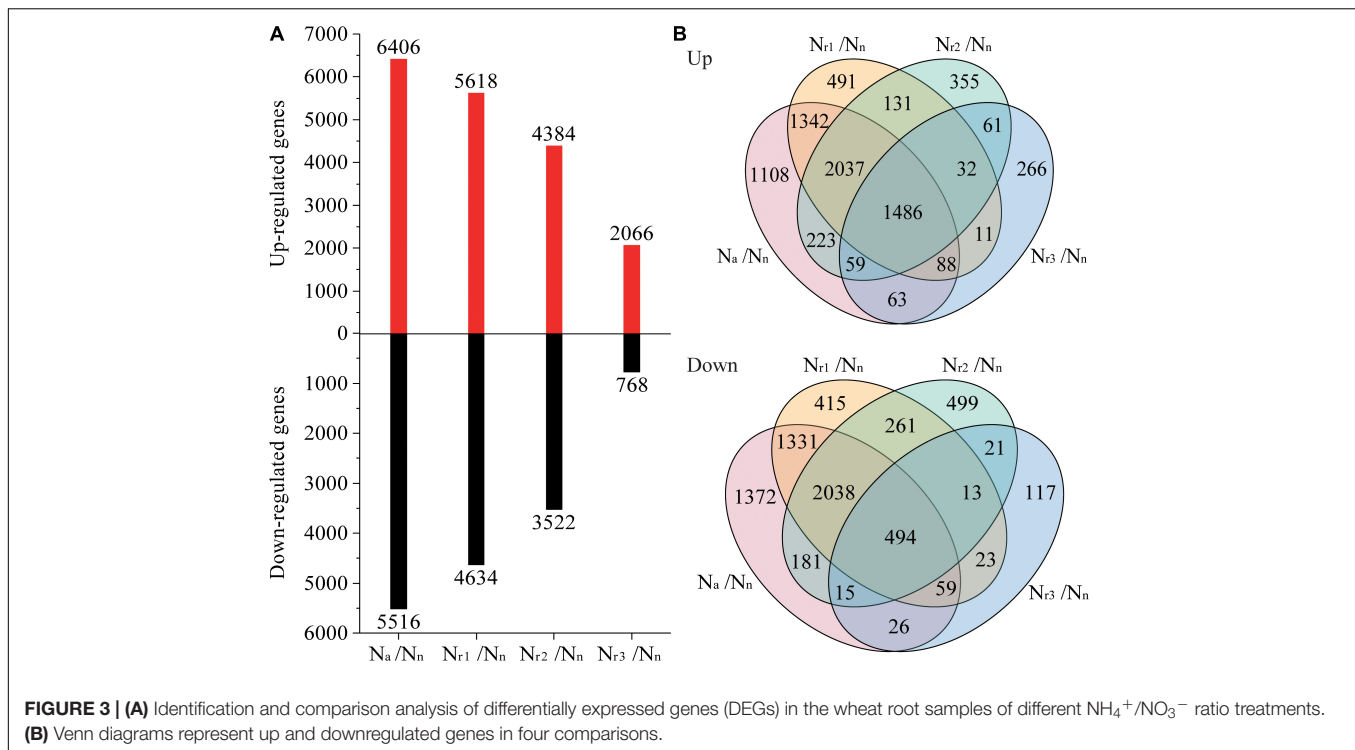 A
B
7000
6000
5000
4000
3000
2000
1000
0
1000
2000
3000
4000
5000
6000
Up-regulated genes
Down-regulated genes
6406
5618
4384
2066
5516
4634
3522
768
Na/Nn Nr1/Nn Nr2/Nn Nr3/Nn
Up
Nr1/Nn Nr2/Nn
491 355
131
1342 61
1108 2037 32 266
1486
223 11
Na/Nn 59 88 Nr3/Nn
63
Down
Nr1/Nn Nr2/Nn
415 499
261
1331 21
1372 2038 13 117
494
181 23
Na/Nn 15 59 Nr3/Nn
26
FIGURE 3 | (A) Identification and comparison analysis of differentially expressed genes (DEGs) in the wheat root samples of different NH₄⁺/NO₃⁻ ratio treatments.
(B) Venn diagrams represent up and downregulated genes in four comparisons.